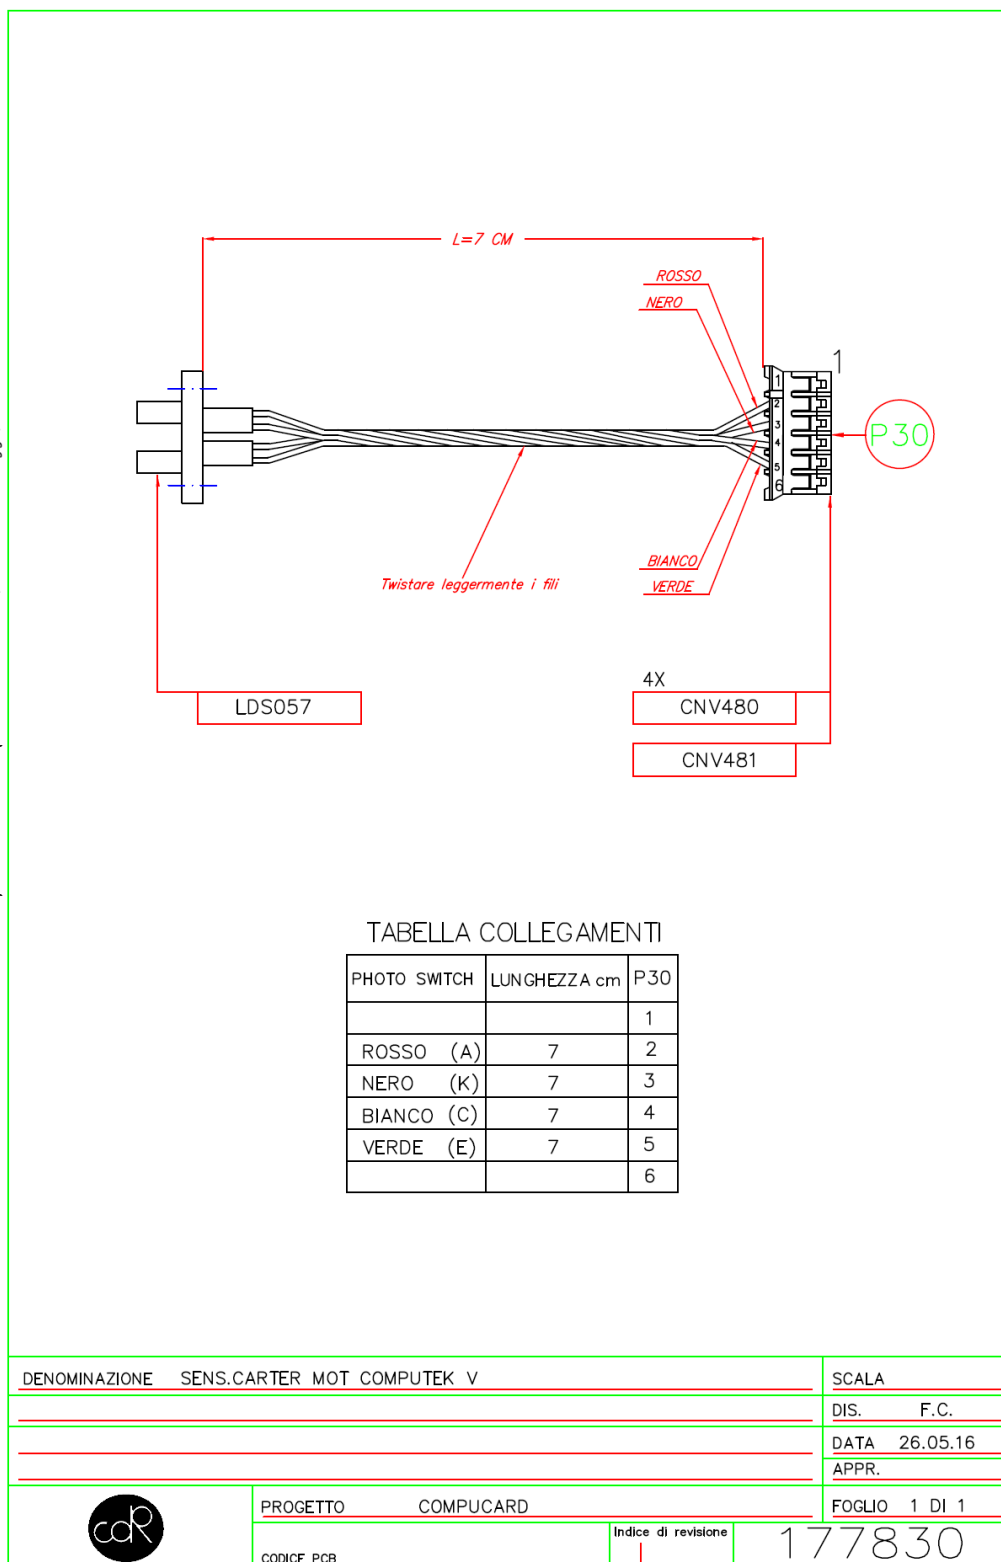 L=7 CM
ROSSO
NERO
1
1
2
3
4
5
6
P30
BIANCO
VERDE
Twistare leggermente i fili
4X
LDS057
CNV480
CNV481
TABELLA COLLEGAMENTI
PHOTO SWITCH LUNGHEZZA cm P30
1
ROSSO (A) 7 2
NERO (K) 7 3
BIANCO (C) 7 4
VERDE (E) 7 5
6
DENOMINAZIONE SENS.CARTER MOT COMPUTEK V SCALA
DIS. F.C.
DATA 26.05.16
APPR.
cdR
PROGETTO COMPUCARD FOGLIO 1 DI 1
Indice di revisione 177830
CODICE PCB